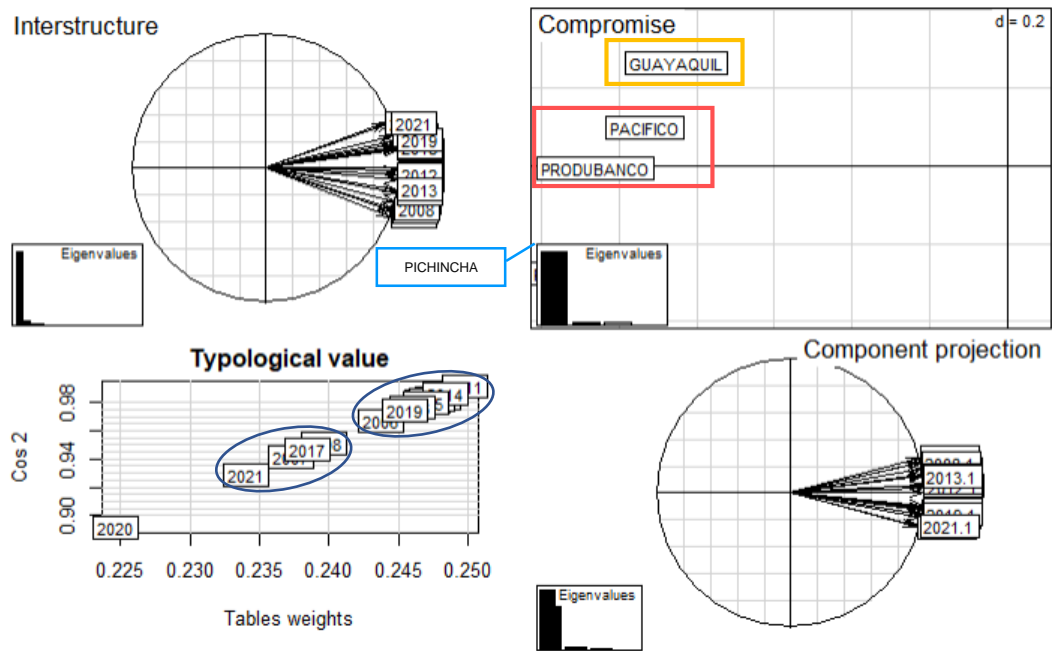 Interstructure
2021
2019
2012
2013
2008
Eigenvalues
Compromise
d = 0.2
GUAYAQUIL
PACIFICO
PRODUBANCO
PICHINCHA
Eigenvalues
Typological value
Cos 2
0.98
0.94
0.90
2019
2017
2021
2020
0.225
0.230
0.235
0.240
0.245
0.250
Tables weights
Component projection
2013.1
2021.1
Eigenvalues